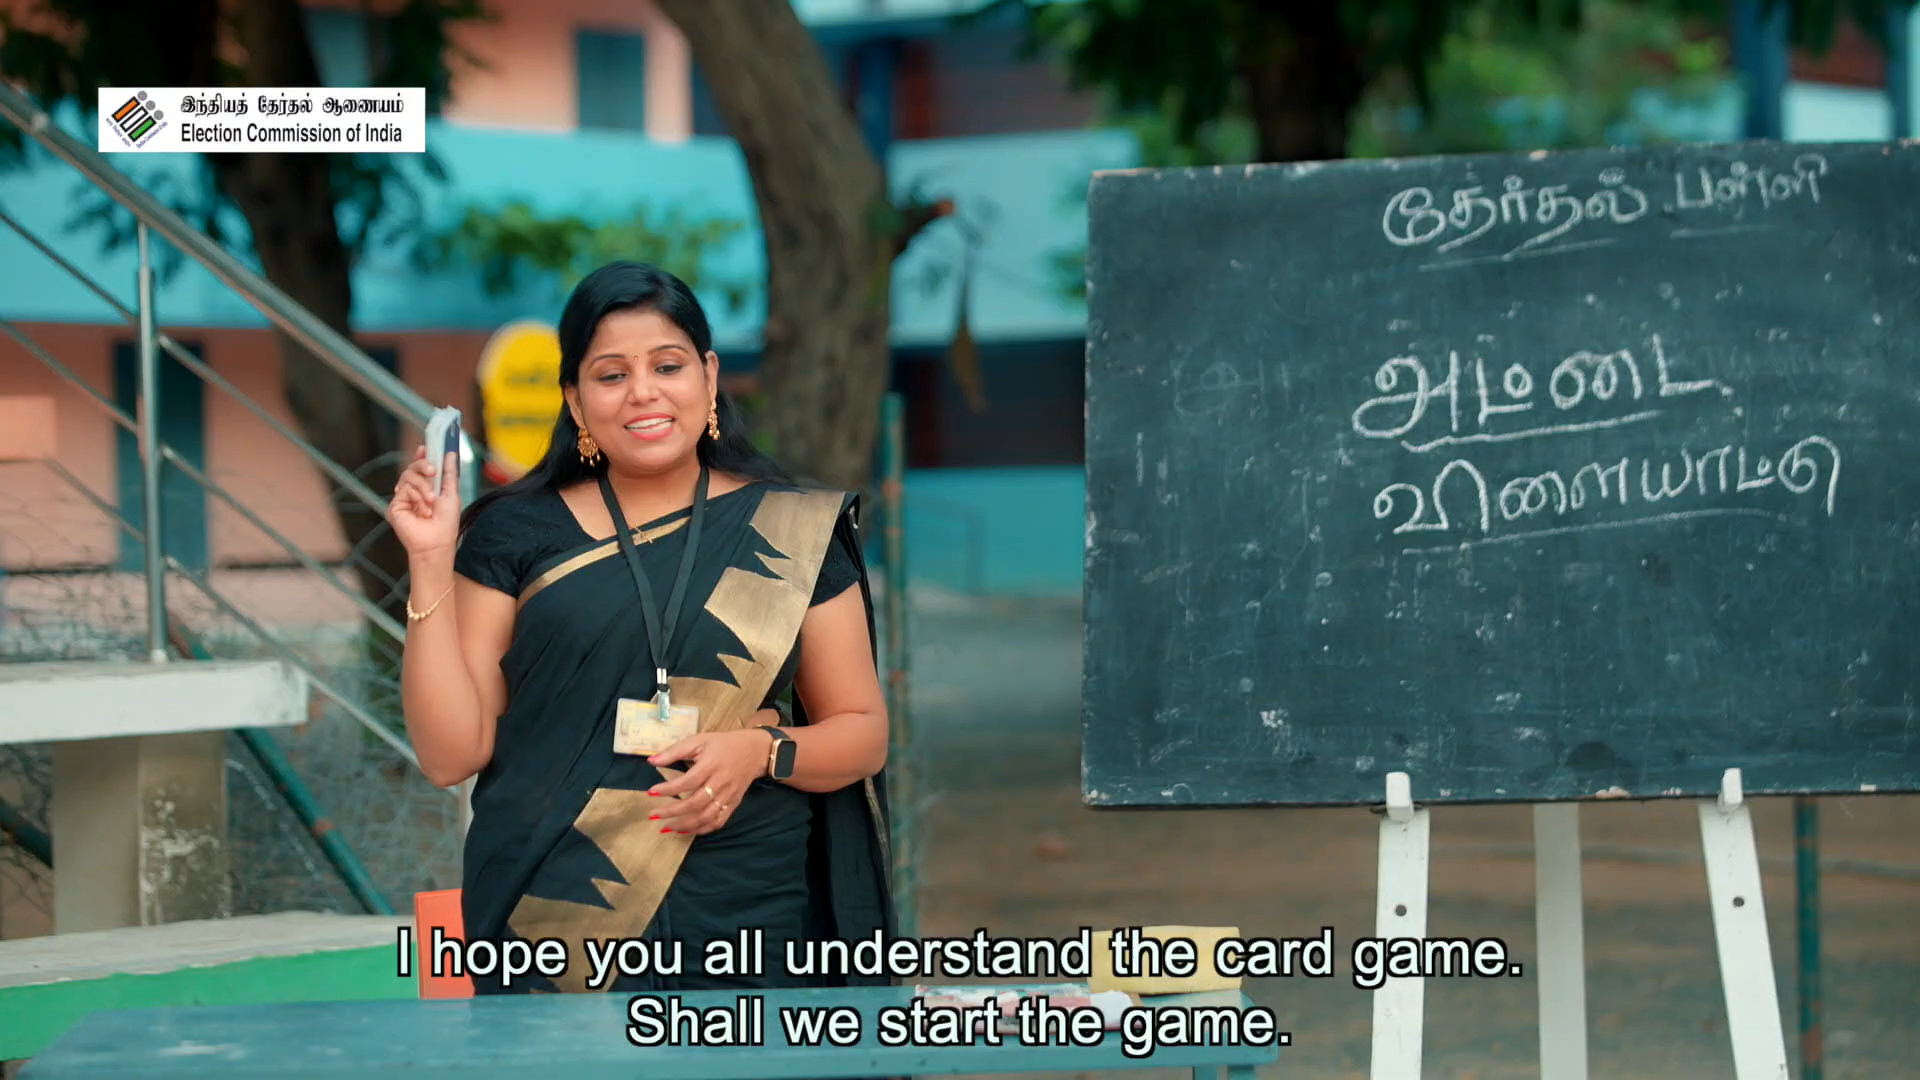 இந்தியத் தேர்தல் ஆணையம்
Election Commission of India
தேர்தல் பள்ளி
அட்டை
விளையாட்டு
I hope you all understand the card game.
Shall we start the game.